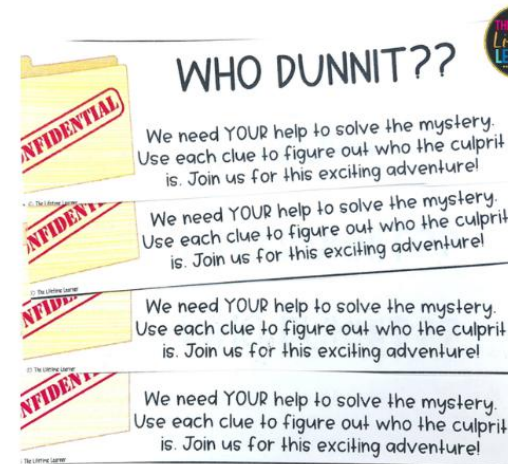 WHO DUNNIT??
CONFIDENTIAL
We need YOUR help to solve the mystery.
Use each clue to figure out who the culprit
is. Join us for this exciting adventure!
© The Lifetime Learner
We need YOUR help to solve the mystery.
Use each clue to figure out who the culprit
is. Join us for this exciting adventure!
© The Lifetime Learner
We need YOUR help to solve the mystery.
Use each clue to figure out who the culprit
is. Join us for this exciting adventure!
© The Lifetime Learner
We need YOUR help to solve the mystery.
Use each clue to figure out who the culprit
is. Join us for this exciting adventure!
The Lifetime Learner